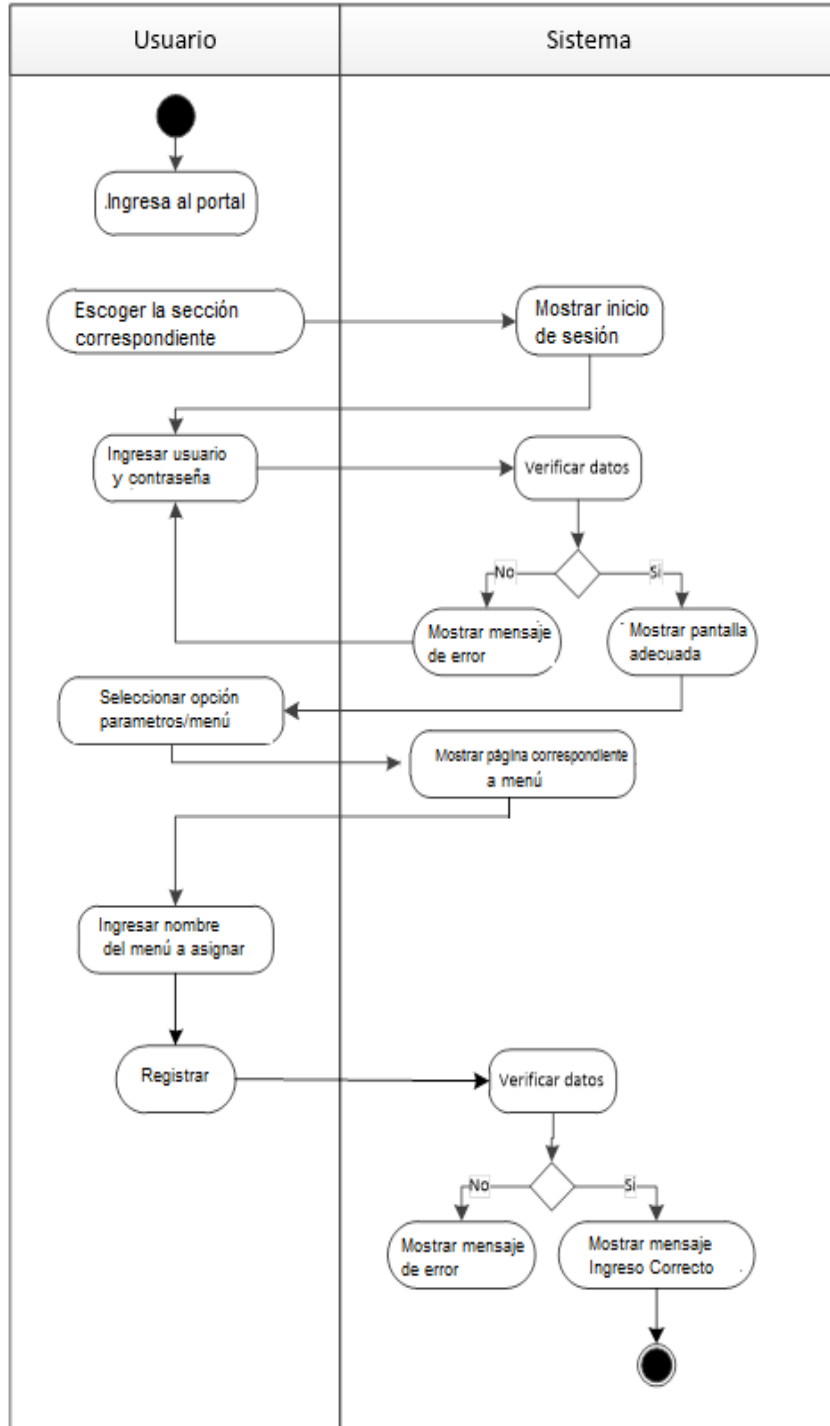 Usuario
Sistema
Ingresa al portal
Escoger la sección
correspondiente
Mostrar inicio
de sesión
Ingresar usuario
y contraseña
Verificar datos
No
Si
Mostrar mensaje
de error
Mostrar pantalla
adecuada
Seleccionar opción
parametros/menú
Mostrar página correspondiente
a menú
Ingresar nombre
del menú a asignar
Registrar
Verificar datos
No
Si
Mostrar mensaje
de error
Mostrar mensaje
Ingreso Correcto